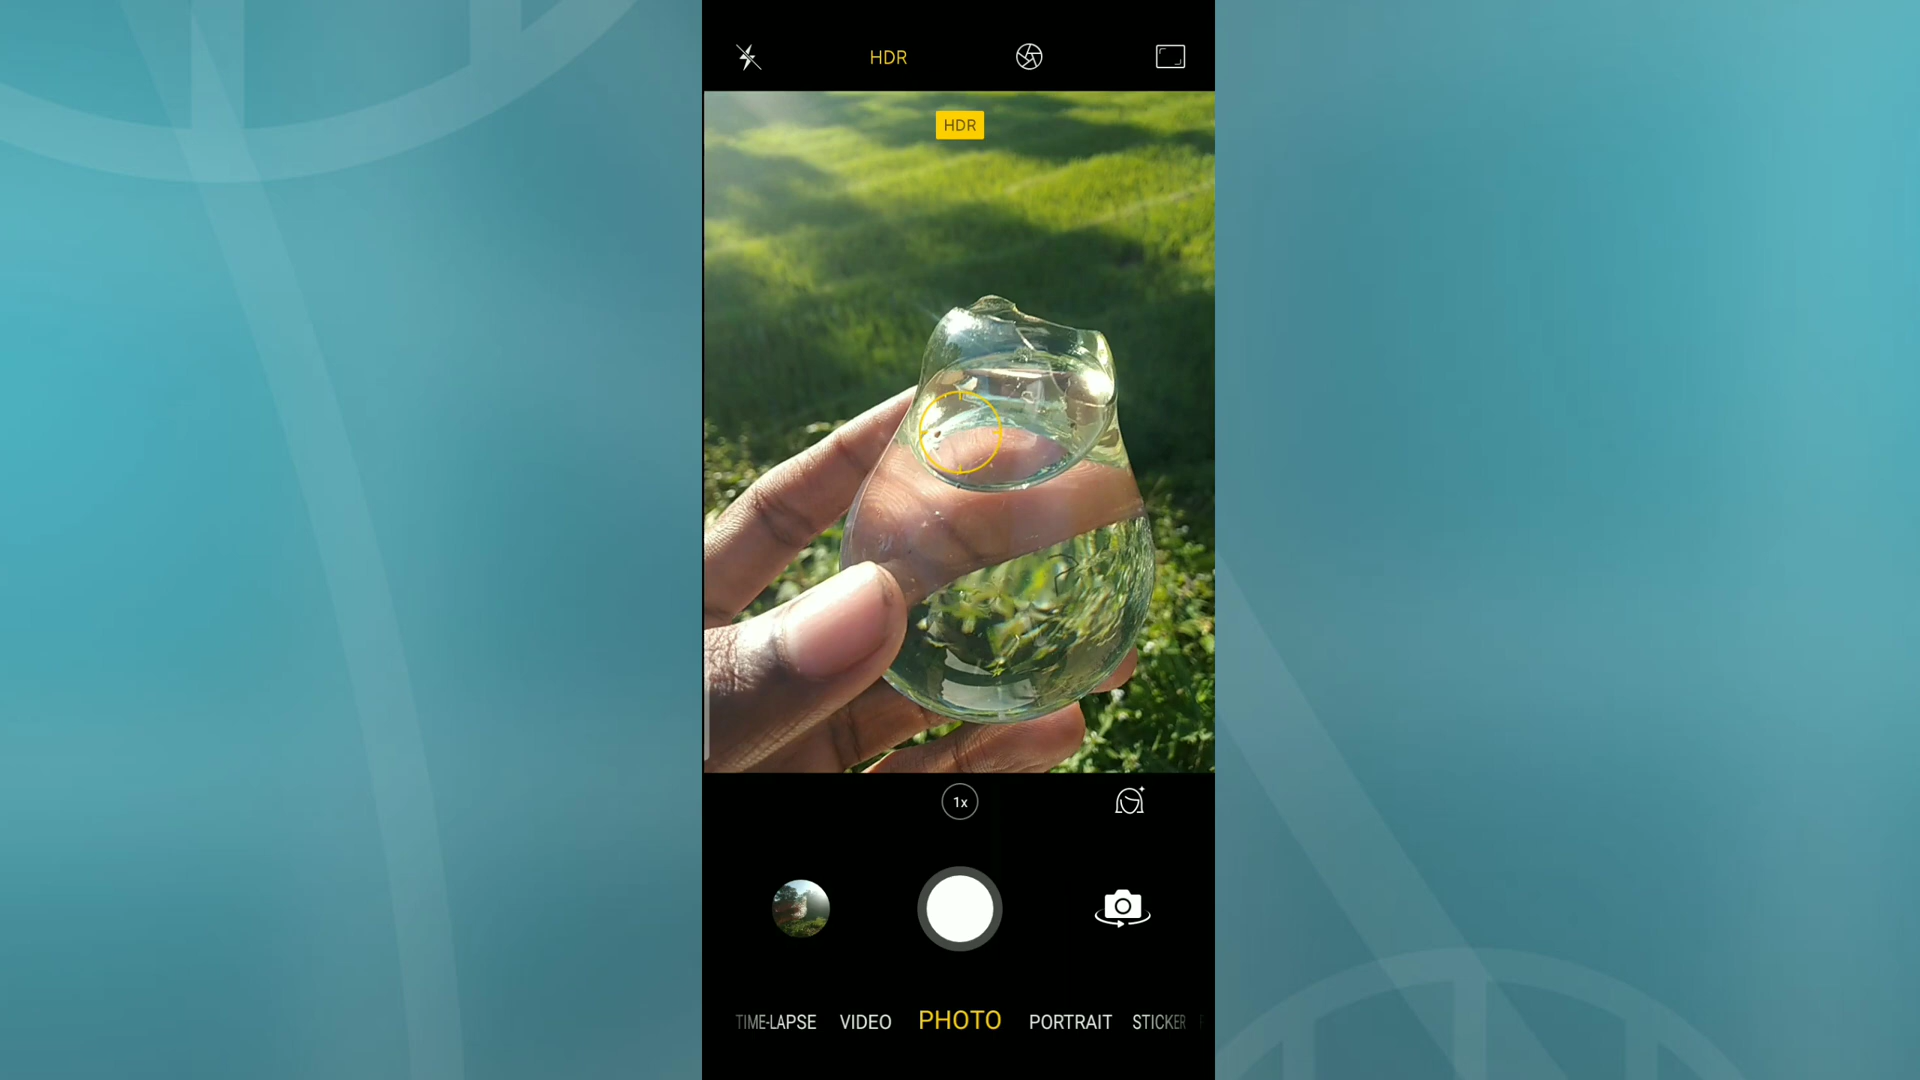 HDR
HDR
1x
TIME-LAPSE VIDEO PHOTO PORTRAIT STICKER